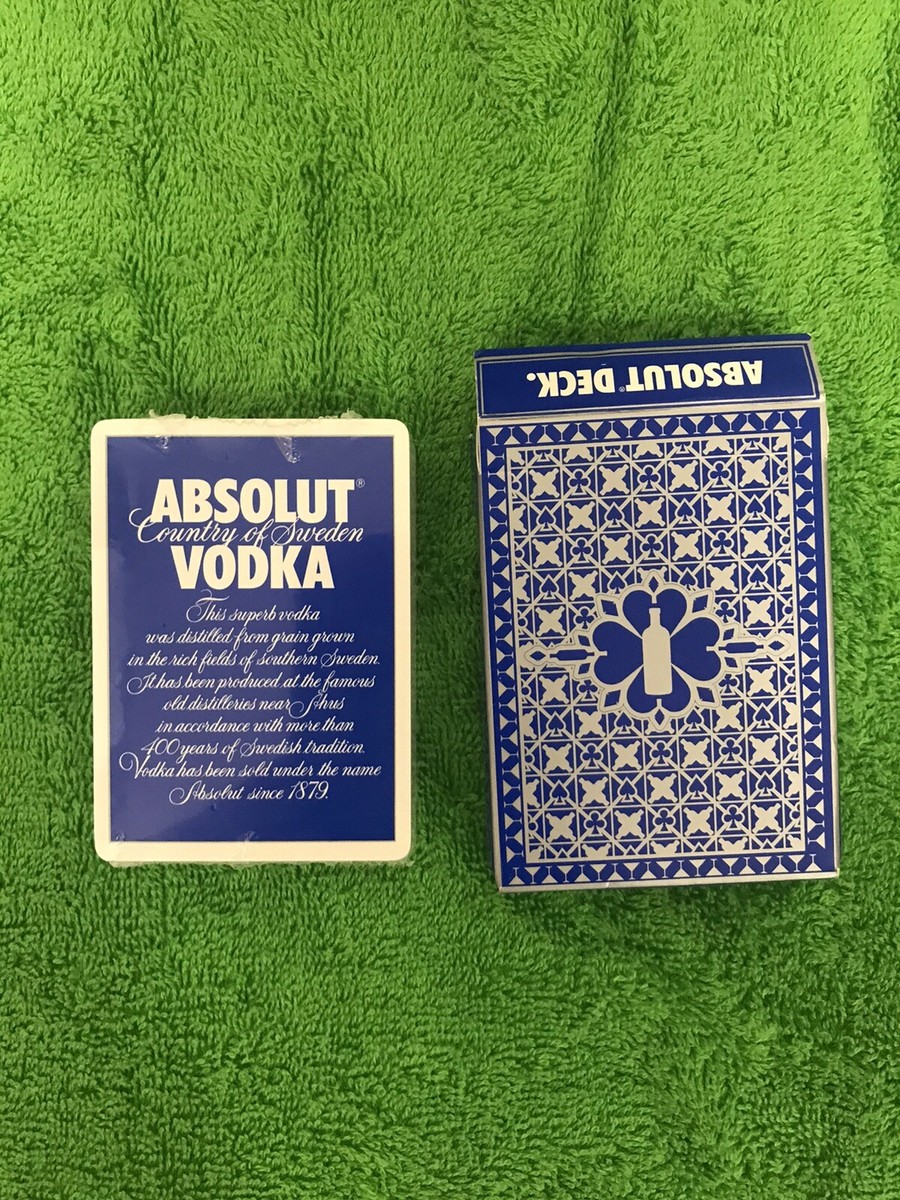 ABSOLUT®
Country of Sweden
VODKA
This superb vodka
was distilled from grain grown
in the rich fields of southern Sweden.
It has been produced at the famous
old distilleries near Åhus
in accordance with more than
400 years of Swedish tradition.
Vodka has been sold under the name
Absolut since 1879.
ABSOLUT® DECK.